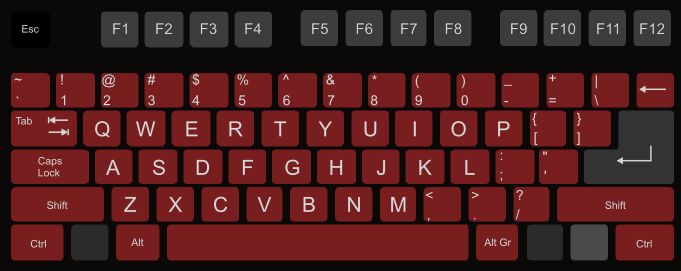 Esc F1 F2 F3 F4 F5 F6 F7 F8 F9 F10 F11 F12
~ ! @ # $ % ^ & * ( ) _ + |
` 1 2 3 4 5 6 7 8 9 0 - = \
Tab Q W E R T Y U I O P { }
[ ]
Caps Lock A S D F G H J K L : "
; '
Shift Z X C V B N M < > ? Shift
, . /
Ctrl Alt Alt Gr Ctrl